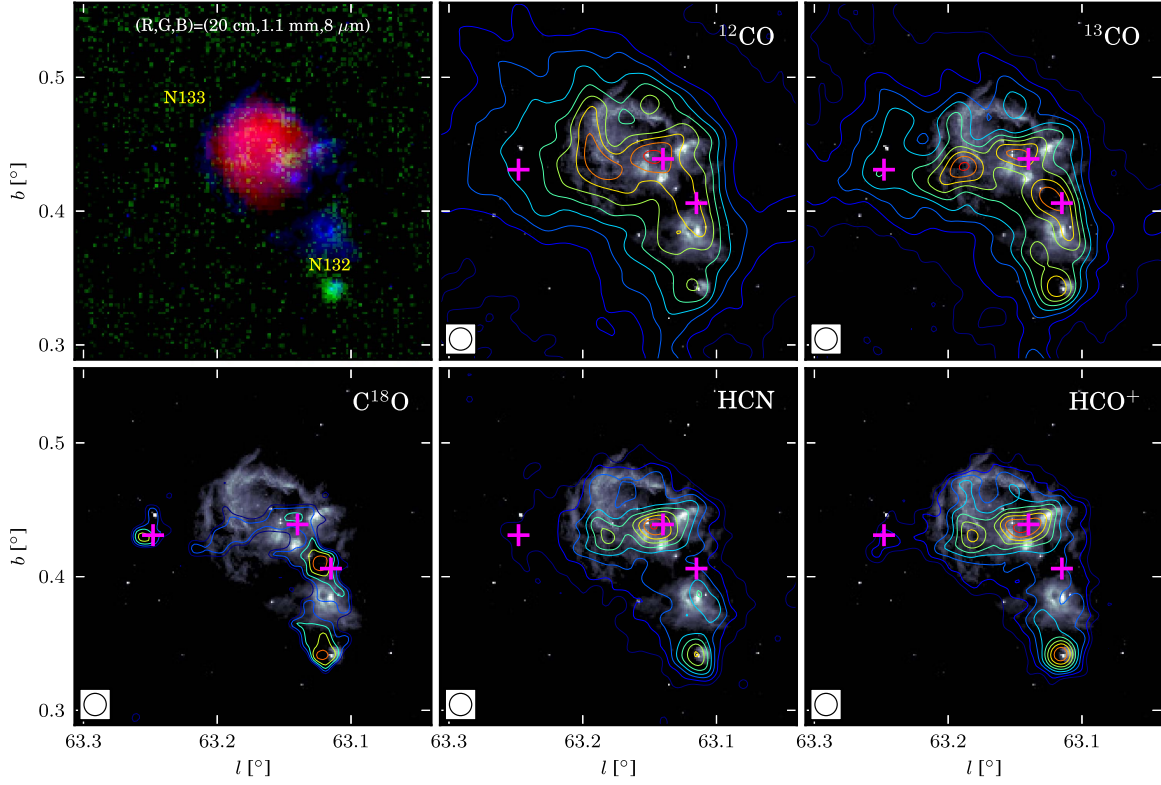 (R,G,B)=(20 cm,1.1 mm,8 μm)
N133
N132
¹²CO
¹³CO
0.5
0.4
0.3
b [°]
C¹⁸O
HCN
HCO⁺
0.5
0.4
0.3
b [°]
63.3 63.2 63.1
63.3 63.2 63.1
63.3 63.2 63.1
l [°]
l [°]
l [°]